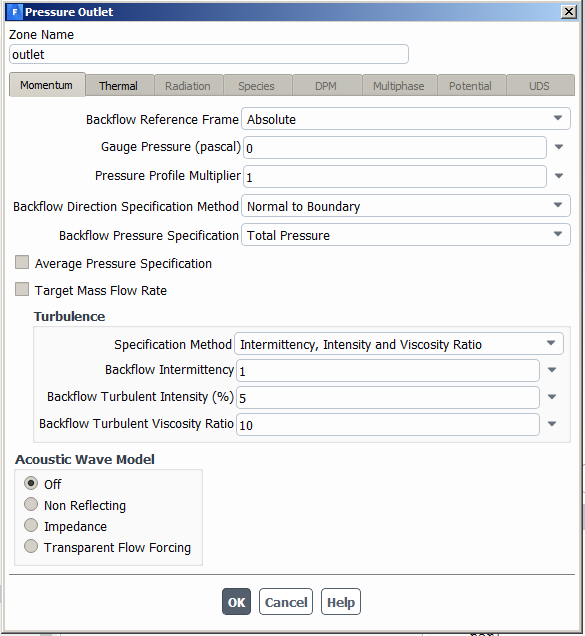 F Pressure Outlet
Zone Name
outlet
Momentum Thermal Radiation Species DPM Multiphase Potential UDS
Backflow Reference Frame Absolute
Gauge Pressure (pascal) 0
Pressure Profile Multiplier 1
Backflow Direction Specification Method Normal to Boundary
Backflow Pressure Specification Total Pressure
Average Pressure Specification
Target Mass Flow Rate
Turbulence
Specification Method Intermittency, Intensity and Viscosity Ratio
Backflow Intermittency 1
Backflow Turbulent Intensity (%) 5
Backflow Turbulent Viscosity Ratio 10
Acoustic Wave Model
Off
Non Reflecting
Impedance
Transparent Flow Forcing
OK Cancel Help